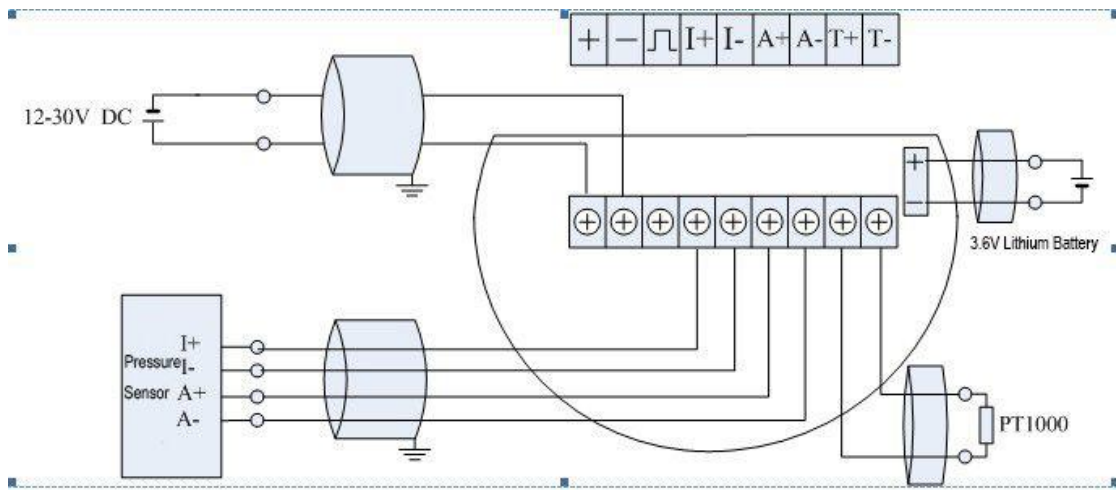 + − ⎍ I+ I- A+ A- T+ T-
12-30V DC
+
−
3.6V Lithium Battery
I+
Pressure I-
Sensor A+
A-
PT1000